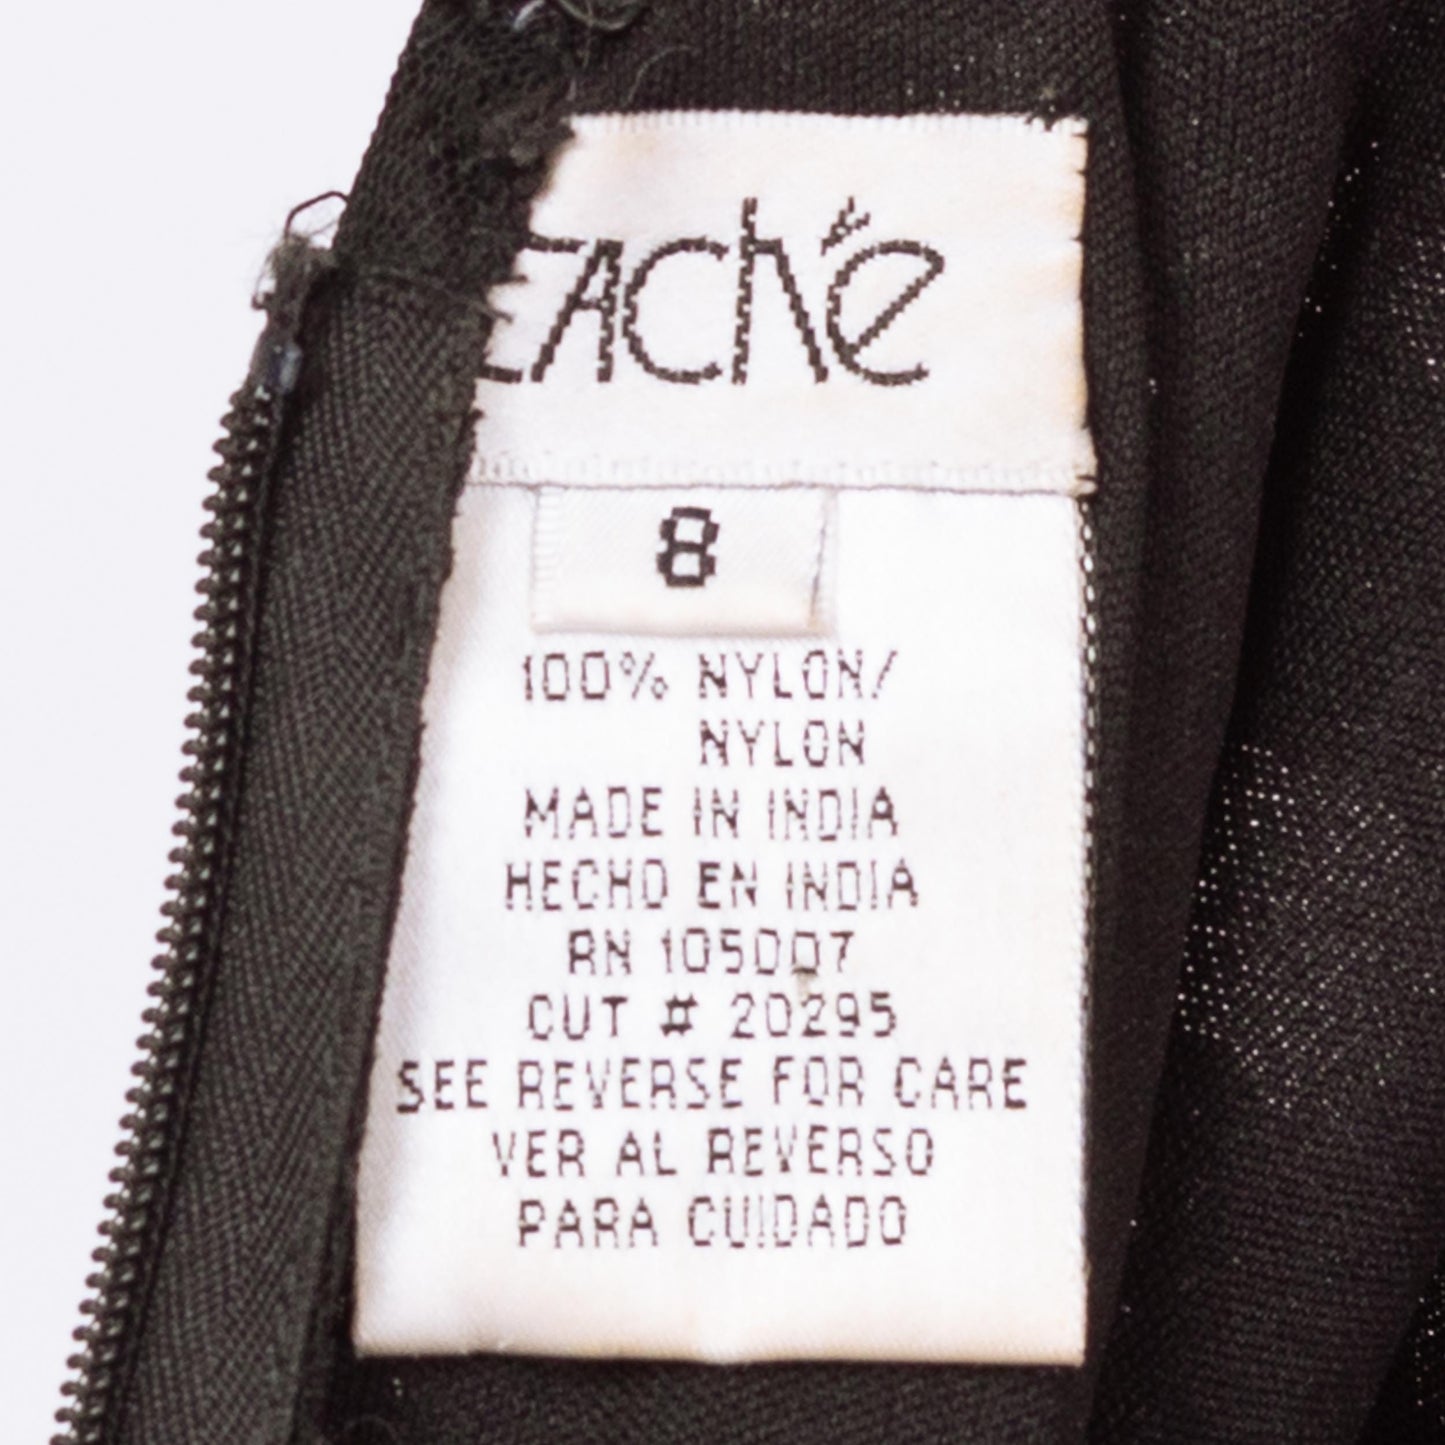 CACHé
8
100% NYLON/
NYLON
MADE IN INDIA
HECHO EN INDIA
RN 105007
CUT # 20295
SEE REVERSE FOR CARE
VER AL REVERSO
PARA CUIDADO